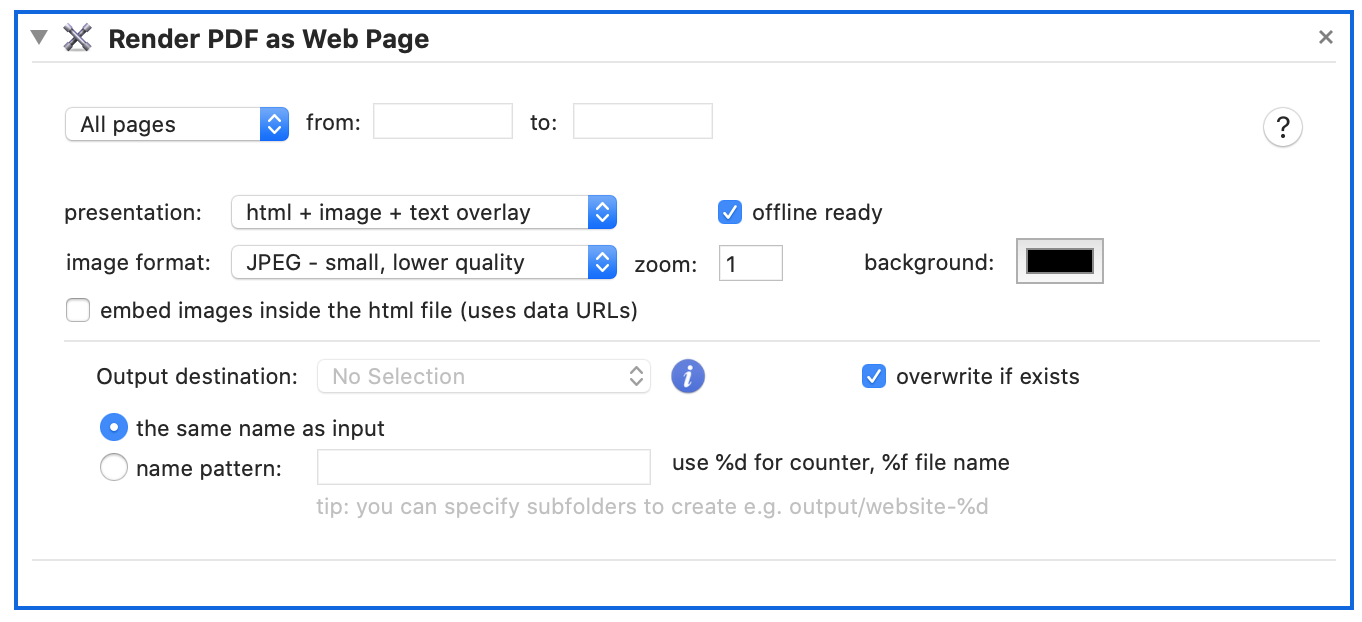 Render PDF as Web Page ×
All pages from: to: ?
presentation: html + image + text overlay offline ready
image format: JPEG - small, lower quality zoom: 1 background:
embed images inside the html file (uses data URLs)
Output destination: No Selection i overwrite if exists
the same name as input
name pattern: use %d for counter, %f file name
tip: you can specify subfolders to create e.g. output/website-%d